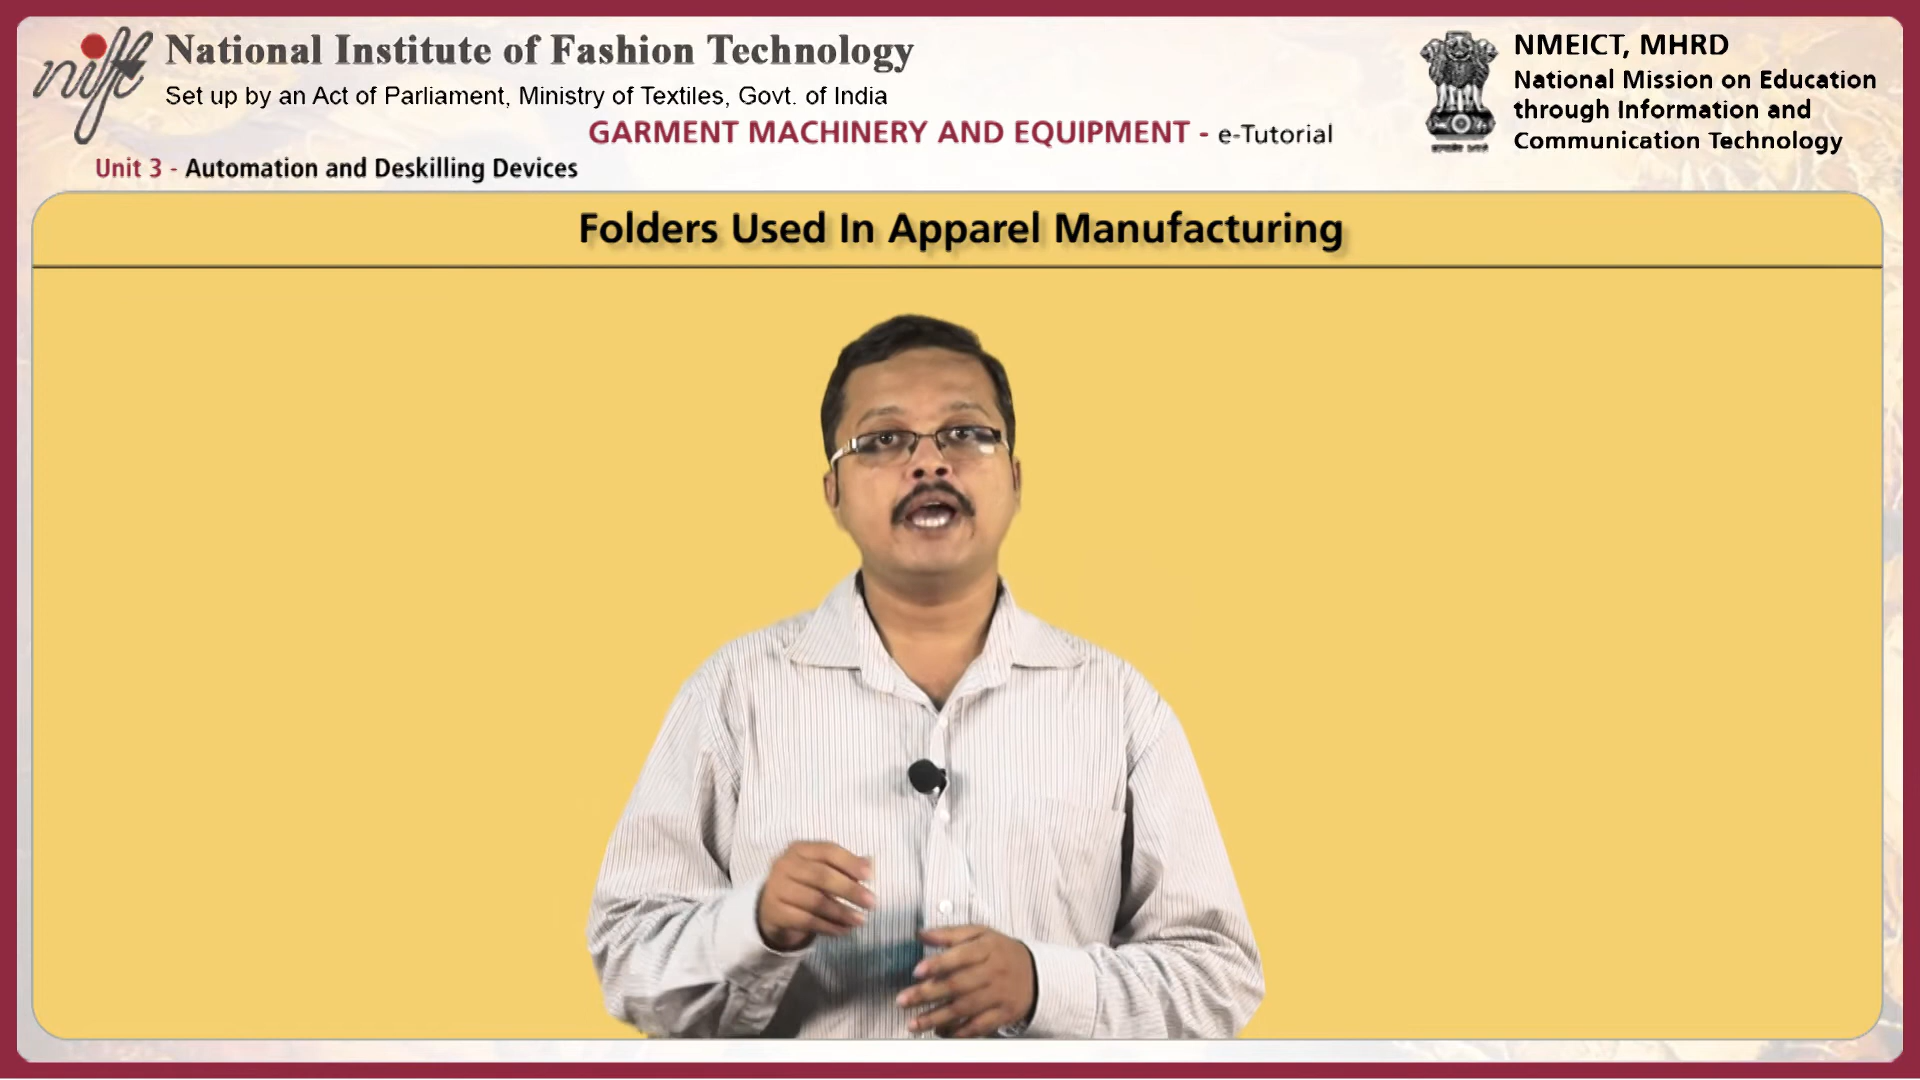 nift
National Institute of Fashion Technology
Set up by an Act of Parliament, Ministry of Textiles, Govt. of India
GARMENT MACHINERY AND EQUIPMENT - e-Tutorial
Unit 3 - Automation and Deskilling Devices
NMEICT, MHRD
National Mission on Education
through Information and
Communication Technology
Folders Used In Apparel Manufacturing